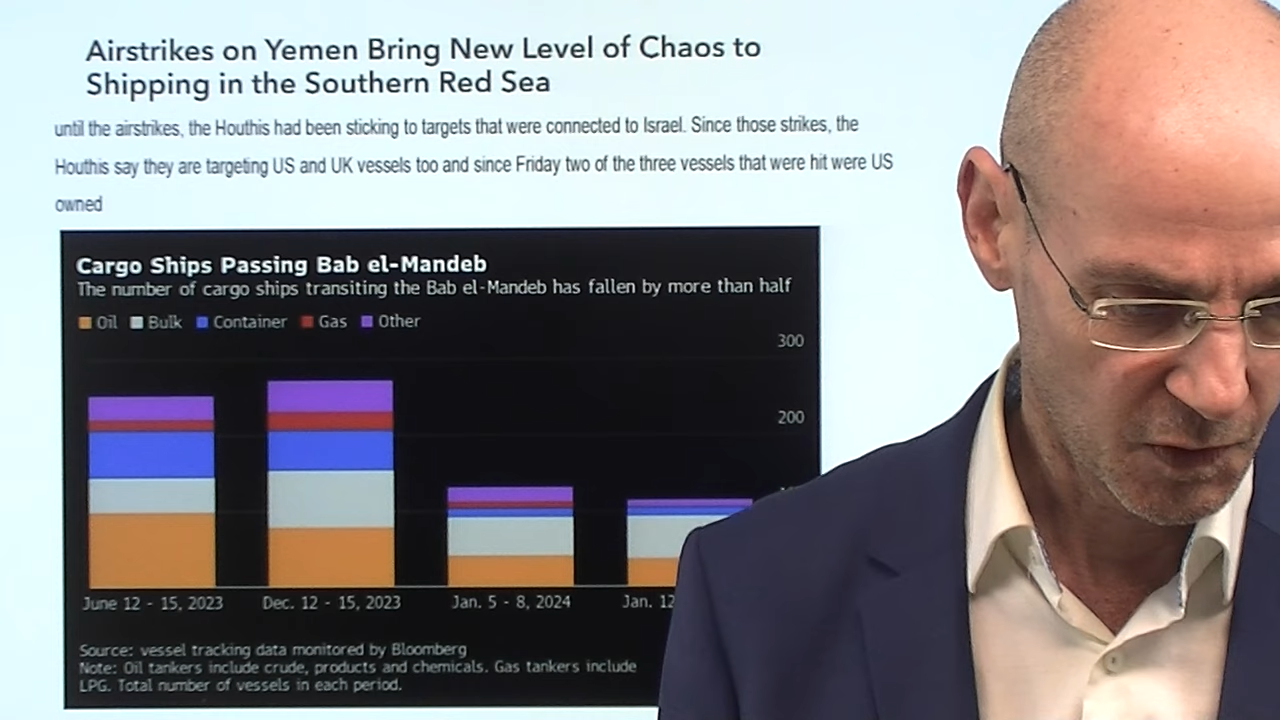 Airstrikes on Yemen Bring New Level of Chaos to
Shipping in the Southern Red Sea
until the airstrikes, the Houthis had been sticking to targets that were connected to Israel. Since those strikes, the
Houthis say they are targeting US and UK vessels too and since Friday two of the three vessels that were hit were US
owned
Cargo Ships Passing Bab el-Mandeb
The number of cargo ships transiting the Bab el-Mandeb has fallen by more than half
Oil Bulk Container Gas Other
300
200
June 12 - 15, 2023 Dec. 12 - 15, 2023 Jan. 5 - 8, 2024 Jan. 12
Source: vessel tracking data monitored by Bloomberg
Note: Oil tankers include crude, products and chemicals. Gas tankers include
LPG. Total number of vessels in each period.